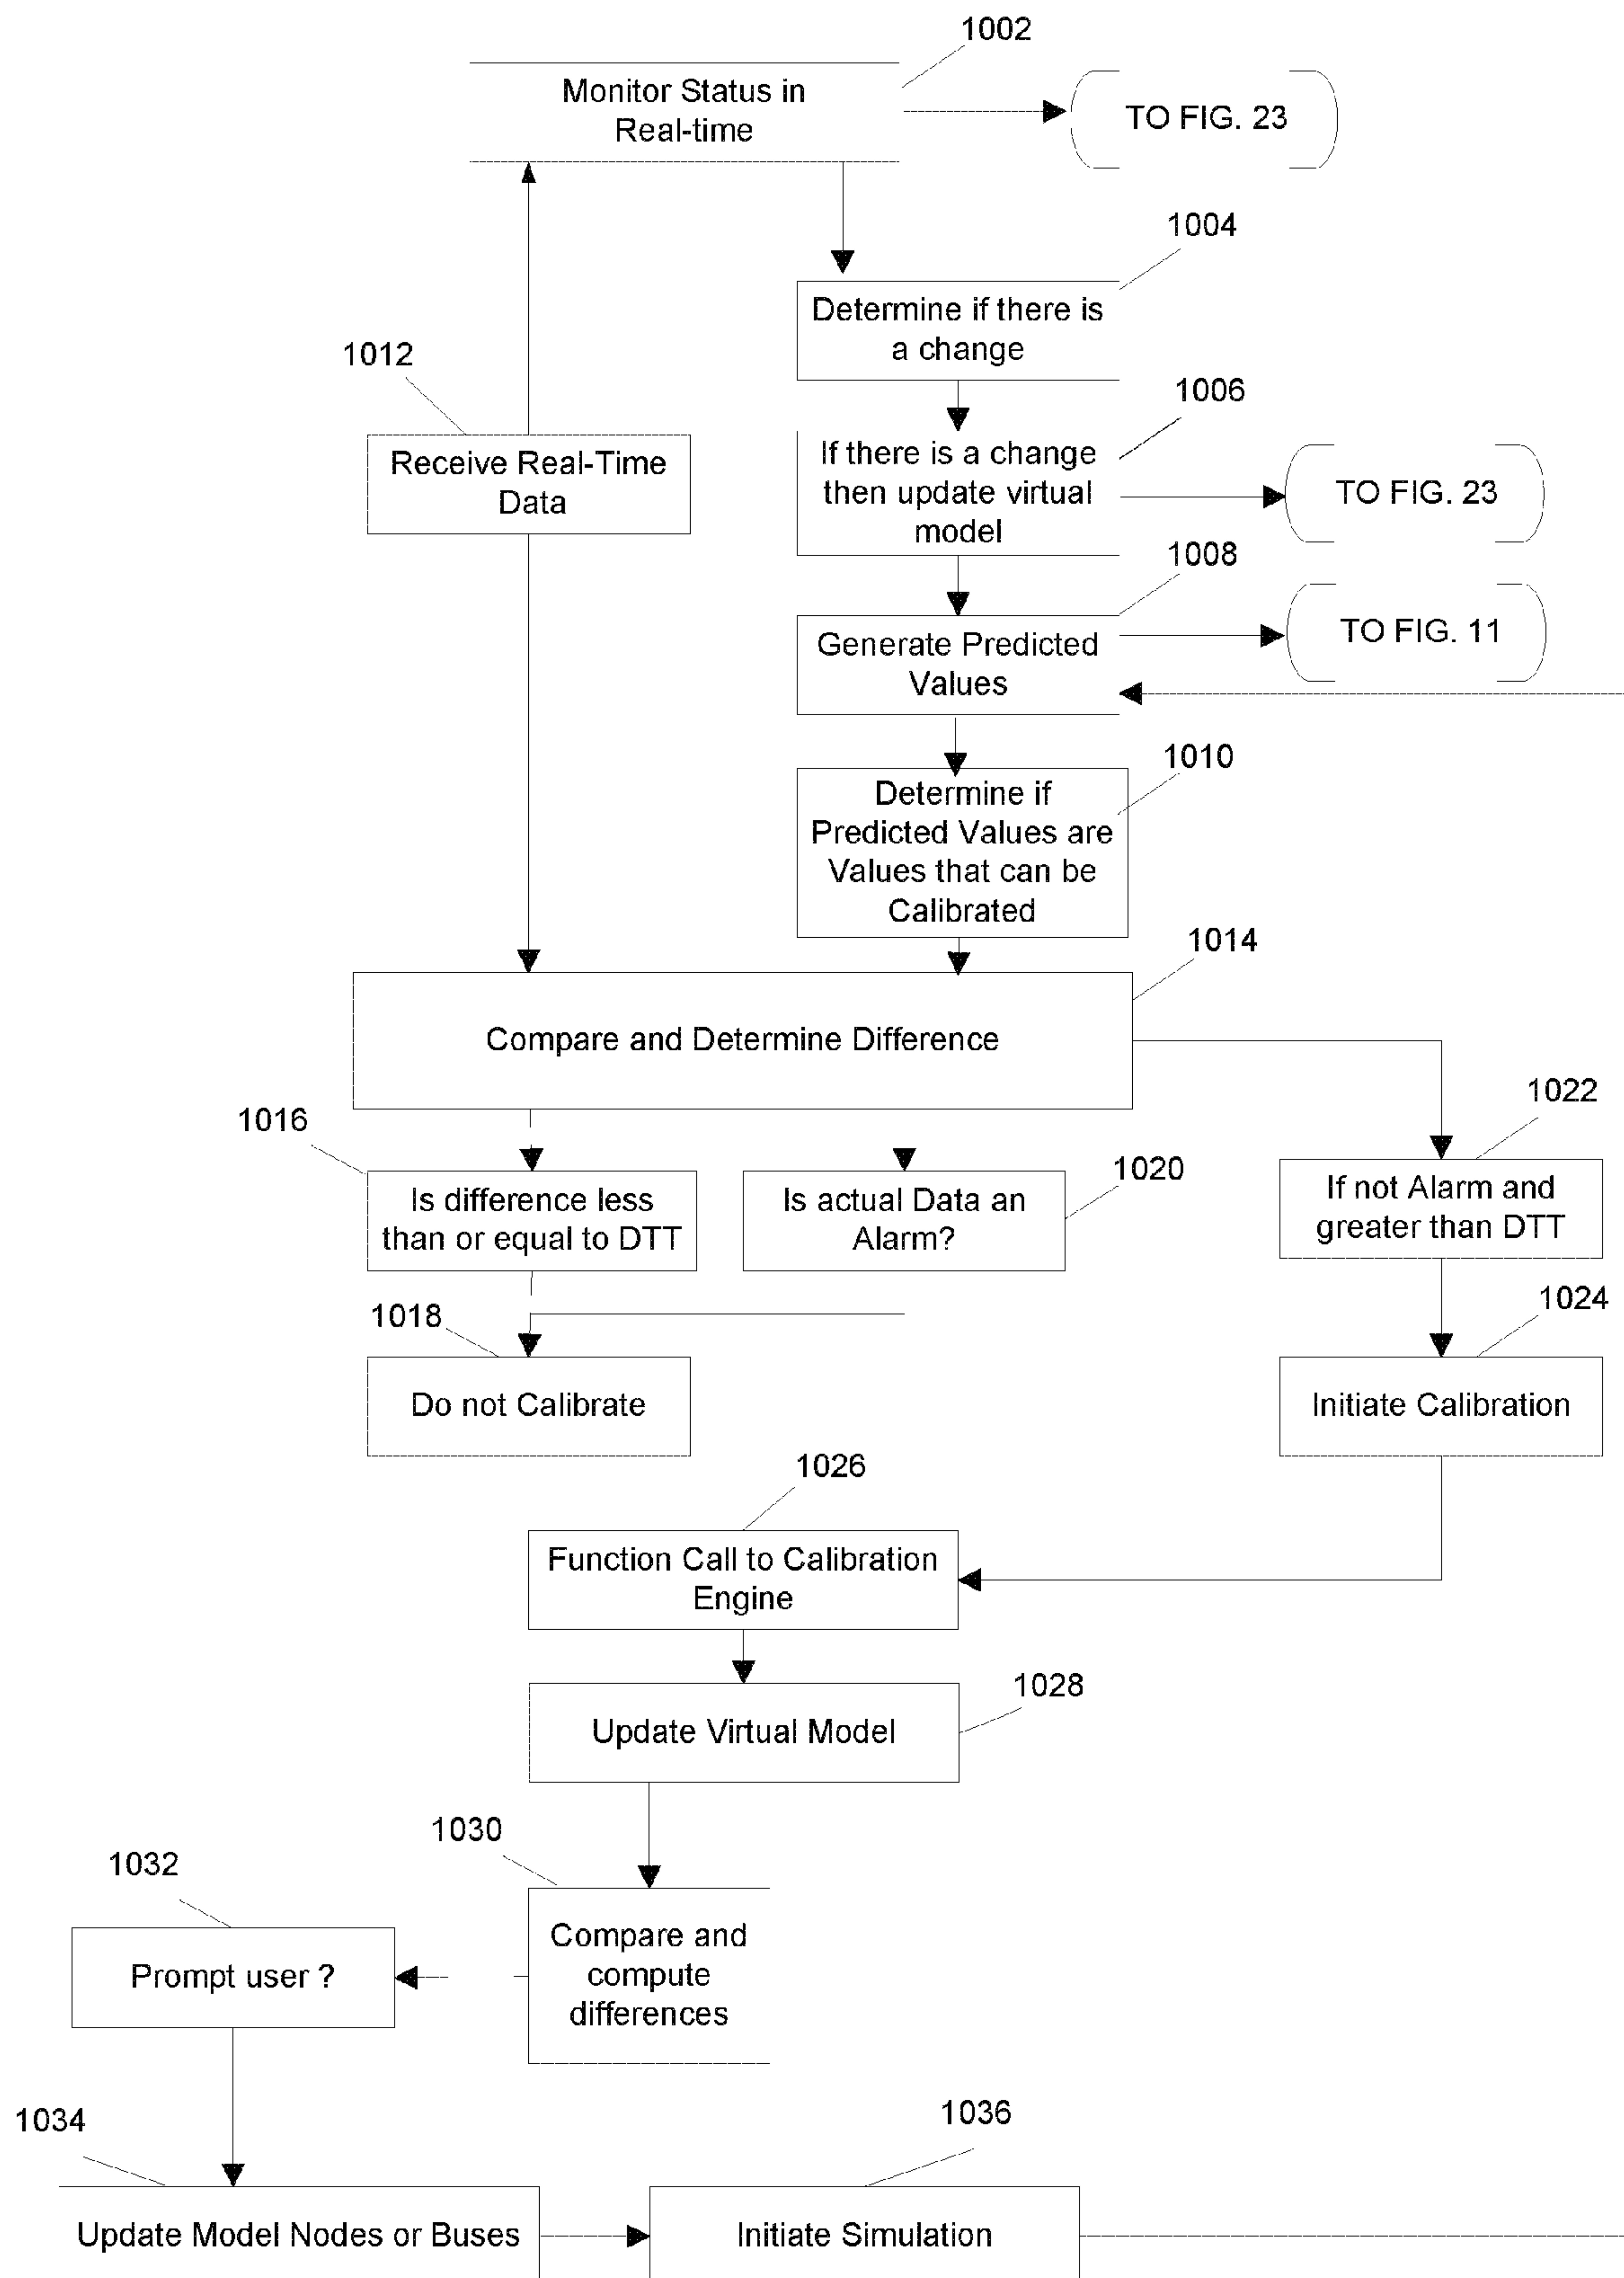 1002
Monitor Status in
Real-time
TO FIG. 23
1004
Determine if there is
a change
1012
Receive Real-Time
Data
1006
If there is a change
then update virtual
model
TO FIG. 23
1008
Generate Predicted
Values
TO FIG. 11
1010
Determine if
Predicted Values are
Values that can be
Calibrated
1014
Compare and Determine Difference
1016
Is difference less
than or equal to DTT
1020
Is actual Data an
Alarm?
1022
If not Alarm and
greater than DTT
1018
Do not Calibrate
1024
Initiate Calibration
1026
Function Call to Calibration
Engine
1028
Update Virtual Model
1030
Compare and
compute
differences
1032
Prompt user ?
1034
Update Model Nodes or Buses
1036
Initiate Simulation